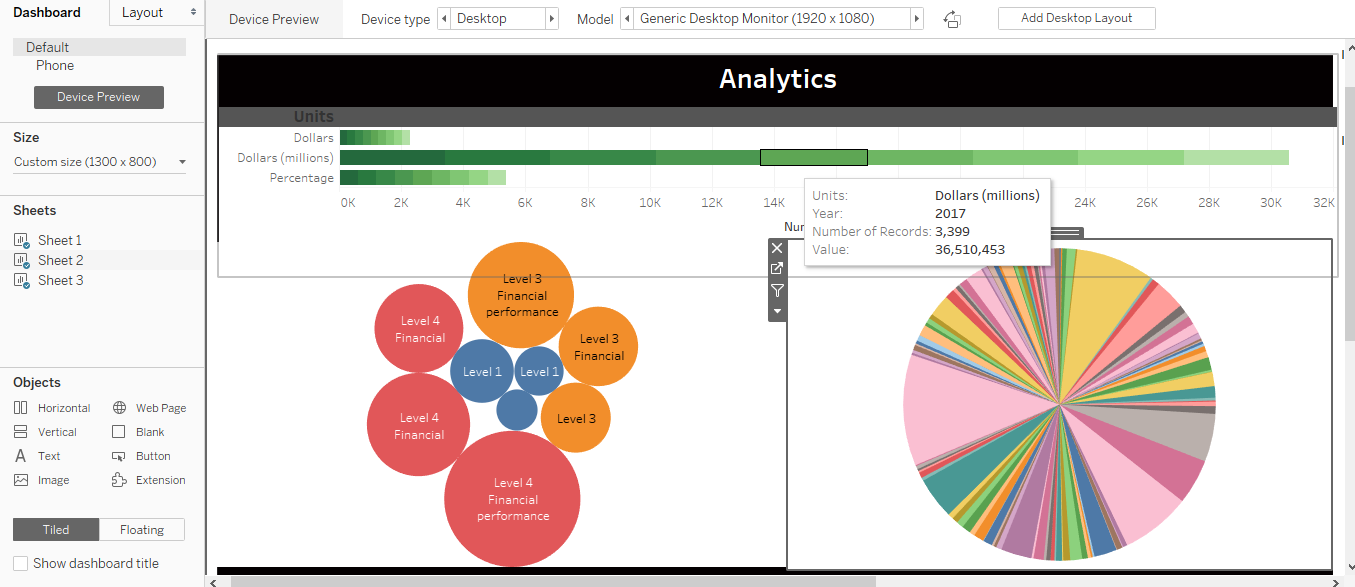 Dashboard
Layout
Device Preview
Device type
Desktop
Model
Generic Desktop Monitor (1920 x 1080)
Add Desktop Layout
Default
Phone
Device Preview
Size
Custom size (1300 x 800)
Sheets
Sheet 1
Sheet 2
Sheet 3
Objects
Horizontal
Web Page
Vertical
Blank
Text
Button
Image
Extension
Tiled
Floating
Show dashboard title
Analytics
Units
Dollars
Dollars (millions)
Percentage
0K 2K 4K 6K 8K 10K 12K 14K 24K 26K 28K 30K 32K
Units: Dollars (millions)
Year: 2017
Number of Records: 3,399
Value: 36,510,453
Level 3
Financial
performance
Level 4
Financial
Level 3
Financial
Level 1
Level 1
Level 4
Financial
Level 3
Level 4
Financial
performance